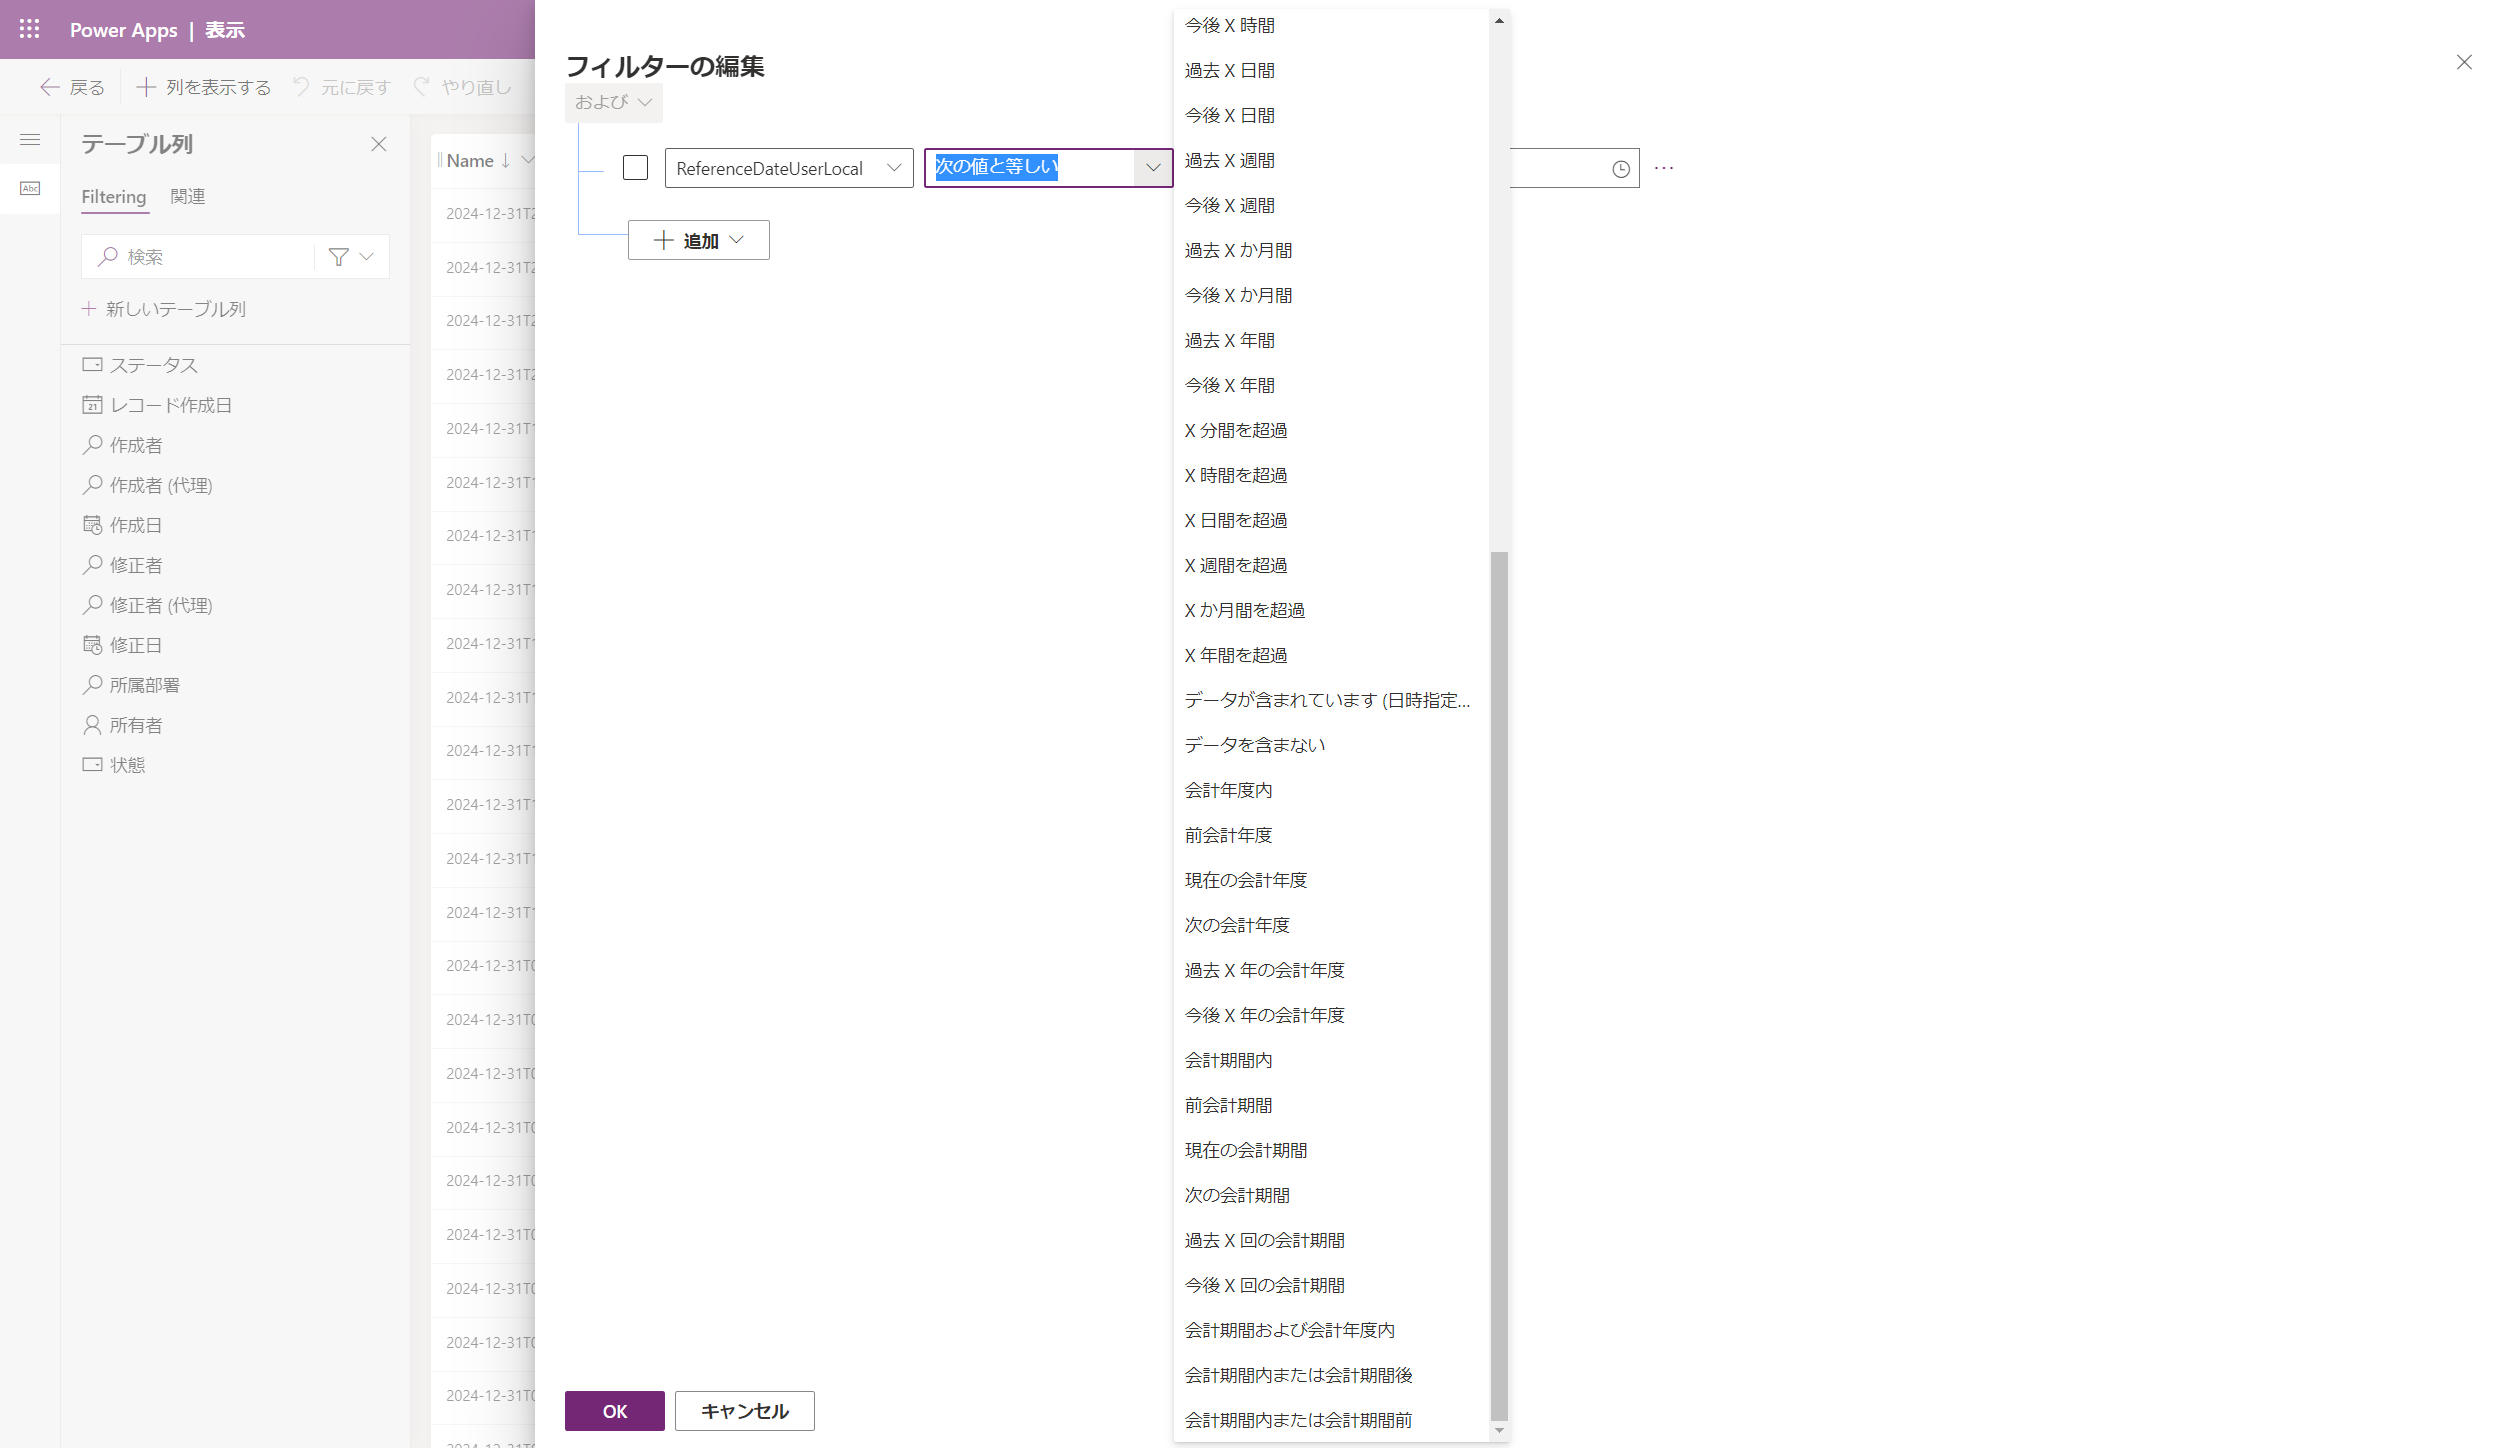 Power Apps | 表示
戻る
列を表示する
元に戻す
やり直し
テーブル列
Filtering
関連
検索
新しいテーブル列
ステータス
レコード作成日
作成者
作成者 (代理)
作成日
修正者
修正者 (代理)
修正日
所属部署
所有者
状態
Name
2024-12-31T2
2024-12-31T2
2024-12-31T2
2024-12-31T2
2024-12-31T1
2024-12-31T1
2024-12-31T1
2024-12-31T1
2024-12-31T1
2024-12-31T1
2024-12-31T1
2024-12-31T1
2024-12-31T1
2024-12-31T1
2024-12-31T0
2024-12-31T0
2024-12-31T0
2024-12-31T0
2024-12-31T0
2024-12-31T0
2024-12-31T0
2024-12-31T0
2024-12-31T0
フィルターの編集
および
ReferenceDateUserLocal
次の値と等しい
追加
今後 X 時間
過去 X 日間
今後 X 日間
過去 X 週間
今後 X 週間
過去 X か月間
今後 X か月間
過去 X 年間
今後 X 年間
X 分間を超過
X 時間を超過
X 日間を超過
X 週間を超過
X か月間を超過
X 年間を超過
データが含まれています (日時指定...
データを含まない
会計年度内
前会計年度
現在の会計年度
次の会計年度
過去 X 年の会計年度
今後 X 年の会計年度
会計期間内
前会計期間
現在の会計期間
次の会計期間
過去 X 回の会計期間
今後 X 回の会計期間
会計期間および会計年度内
会計期間内または会計期間後
会計期間内または会計期間前
OK
キャンセル